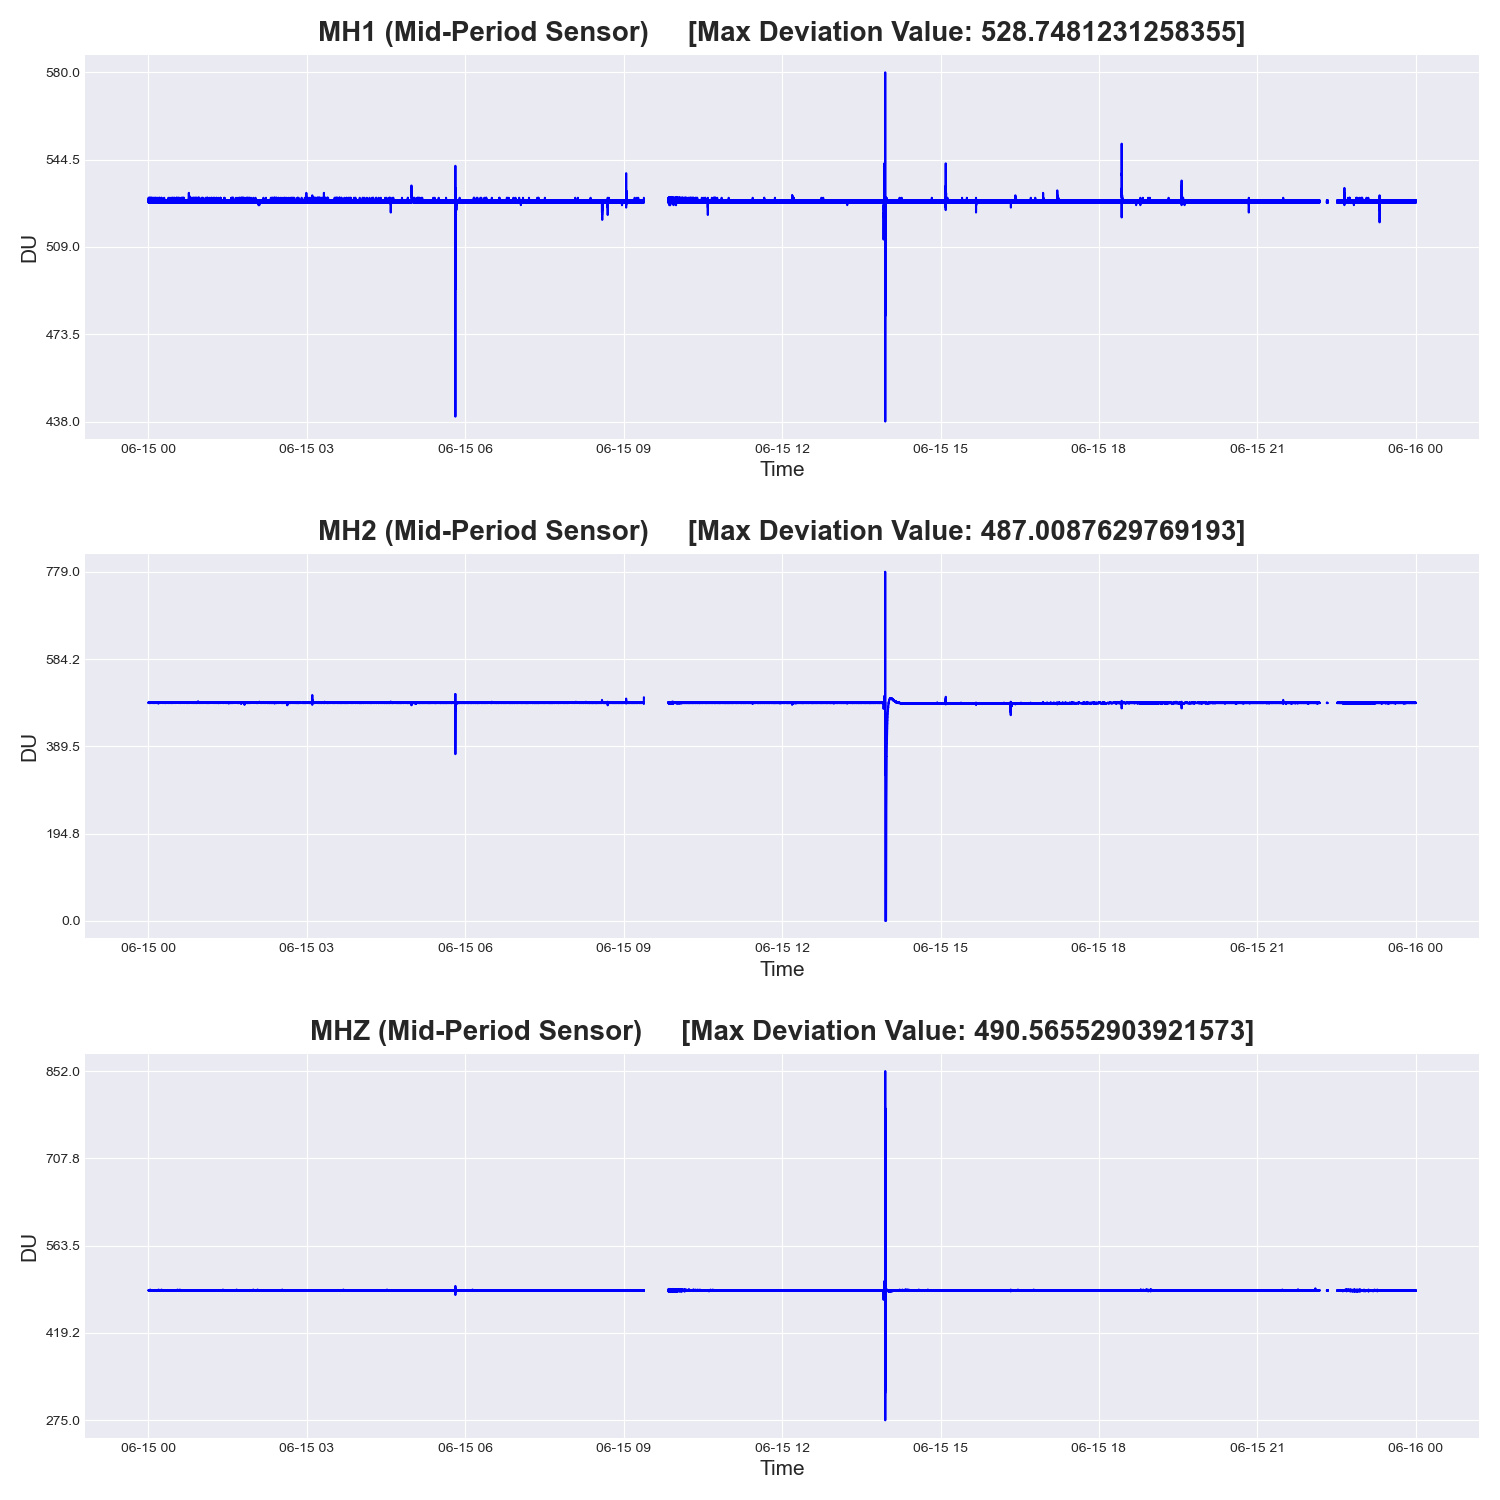 MH1 (Mid-Period Sensor) [Max Deviation Value: 528.7481231258355]
580.0
544.5
509.0
473.5
438.0
DU
06-15 00 06-15 03 06-15 06 06-15 09 06-15 12 06-15 15 06-15 18 06-15 21 06-16 00
Time
MH2 (Mid-Period Sensor) [Max Deviation Value: 487.0087629769193]
779.0
584.2
389.5
194.8
0.0
DU
06-15 00 06-15 03 06-15 06 06-15 09 06-15 12 06-15 15 06-15 18 06-15 21 06-16 00
Time
MHZ (Mid-Period Sensor) [Max Deviation Value: 490.56552903921573]
852.0
707.8
563.5
419.2
275.0
DU
06-15 00 06-15 03 06-15 06 06-15 09 06-15 12 06-15 15 06-15 18 06-15 21 06-16 00
Time